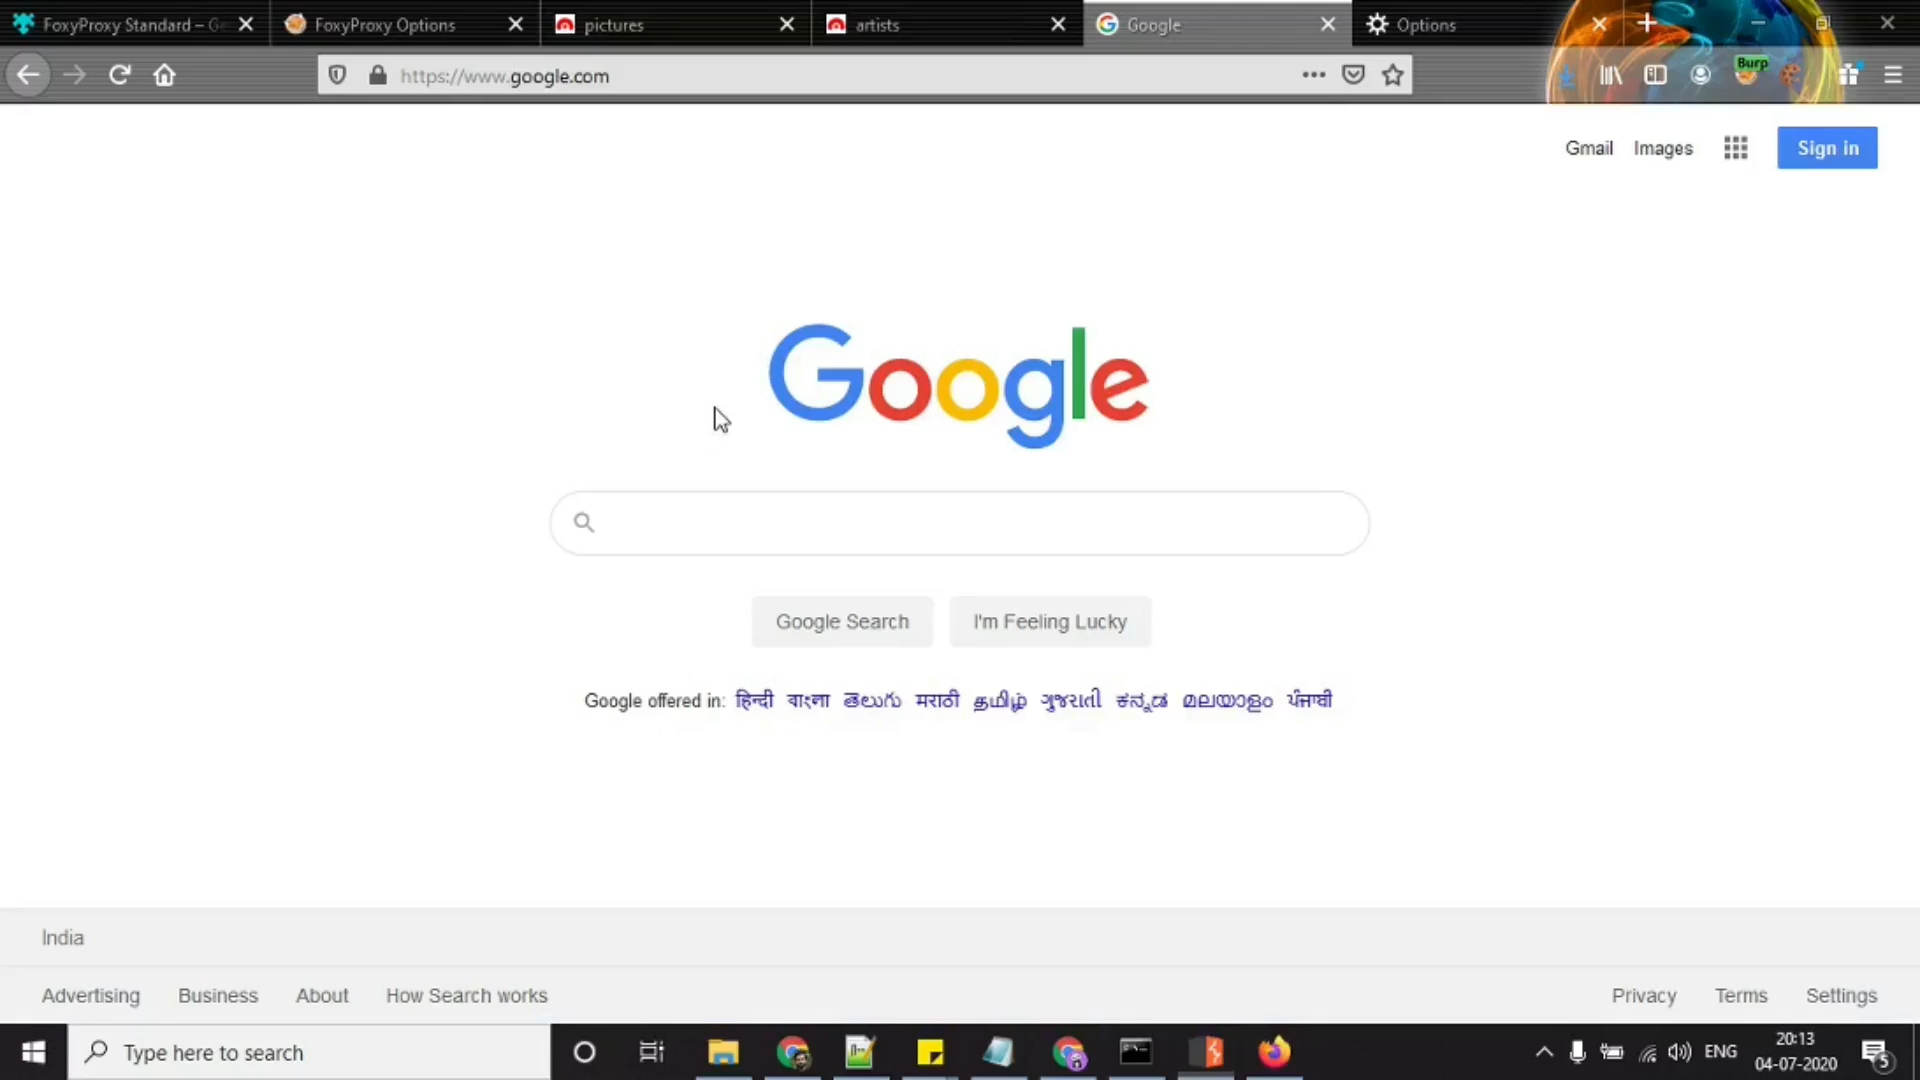 FoxyProxy Standard – G FoxyProxy Options pictures artists Google Options
https://www.google.com Burp
Gmail Images Sign in
Google
Google Search I'm Feeling Lucky
Google offered in: हिन्दी বাংলা తెలుగు मराठी தமிழ் ગુજરાતી ಕನ್ನಡ മലയാളം ਪੰਜਾਬੀ
India
Advertising Business About How Search works Privacy Terms Settings
Type here to search ENG 20:13
04-07-2020 5